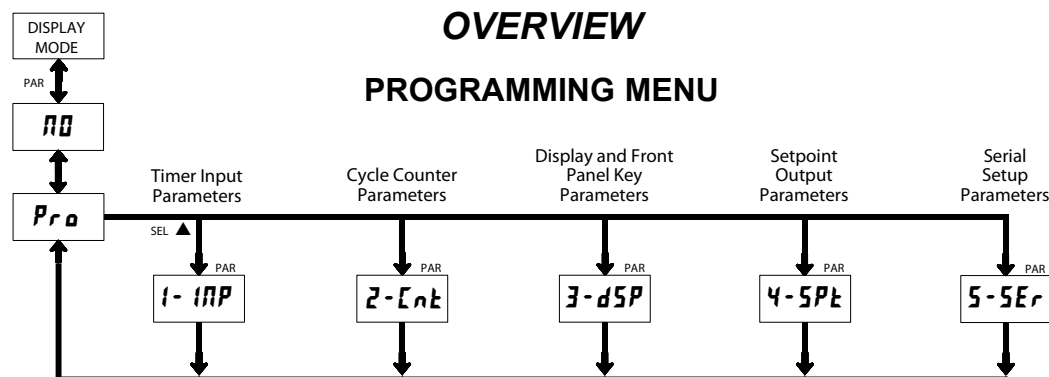 OVERVIEW
PROGRAMMING MENU
DISPLAY
MODE
PAR
NO
Pro
SEL ▲
Timer Input
Parameters
PAR
1-INP
Cycle Counter
Parameters
PAR
2-Cnt
Display and Front
Panel Key
Parameters
PAR
3-dSP
Setpoint
Output
Parameters
PAR
4-SPt
Serial
Setup
Parameters
PAR
5-SEr